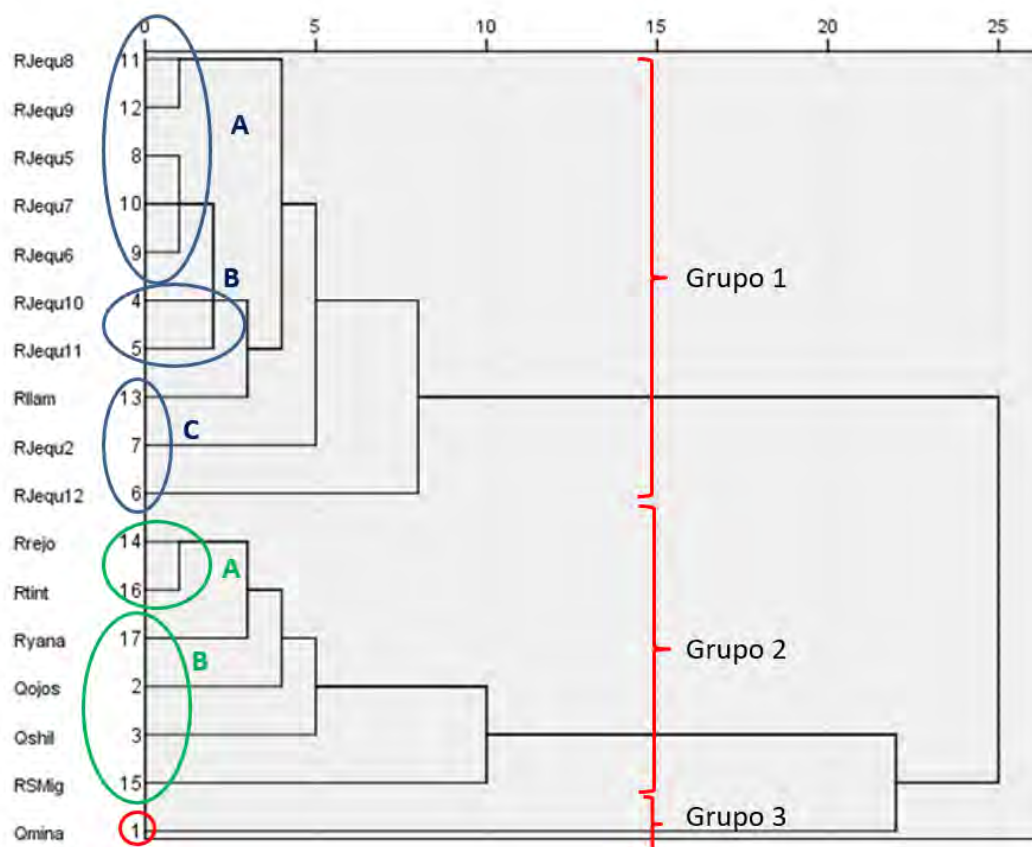 0 5 10 15 20 25
RJequ8 11
RJequ9 12
A
RJequ5 8
RJequ7 10
RJequ6 9
B
Grupo 1
RJequ10 4
RJequ11 5
Rllam 13
C
RJequ2 7
RJequ12 6
Rrejo 14
A
Rtint 16
Ryana 17
Grupo 2
B
Qojos 2
Qshil 3
RSMig 15
Grupo 3
Qmina 1